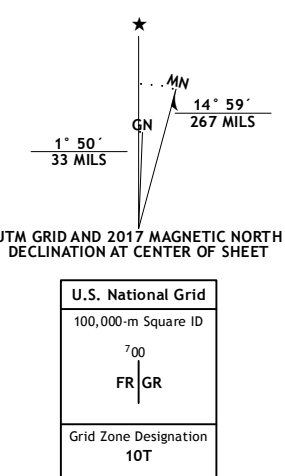 ★
MN
14° 59´
267 MILS
GN
1° 50´
33 MILS
UTM GRID AND 2017 MAGNETIC NORTH
DECLINATION AT CENTER OF SHEET
U.S. National Grid
100,000-m Square ID
⁷00
FR GR
Grid Zone Designation
10T